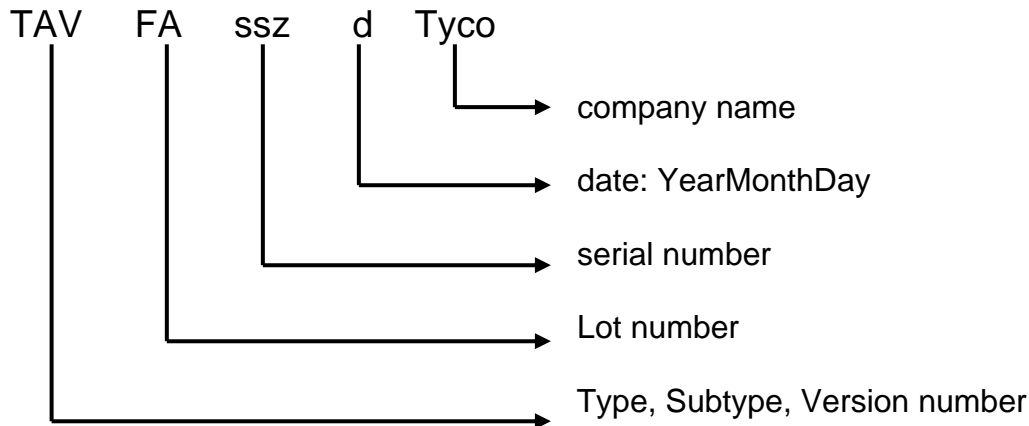 TAV FA ssz d Tyco
company name
date: YearMonthDay
serial number
Lot number
Type, Subtype, Version number